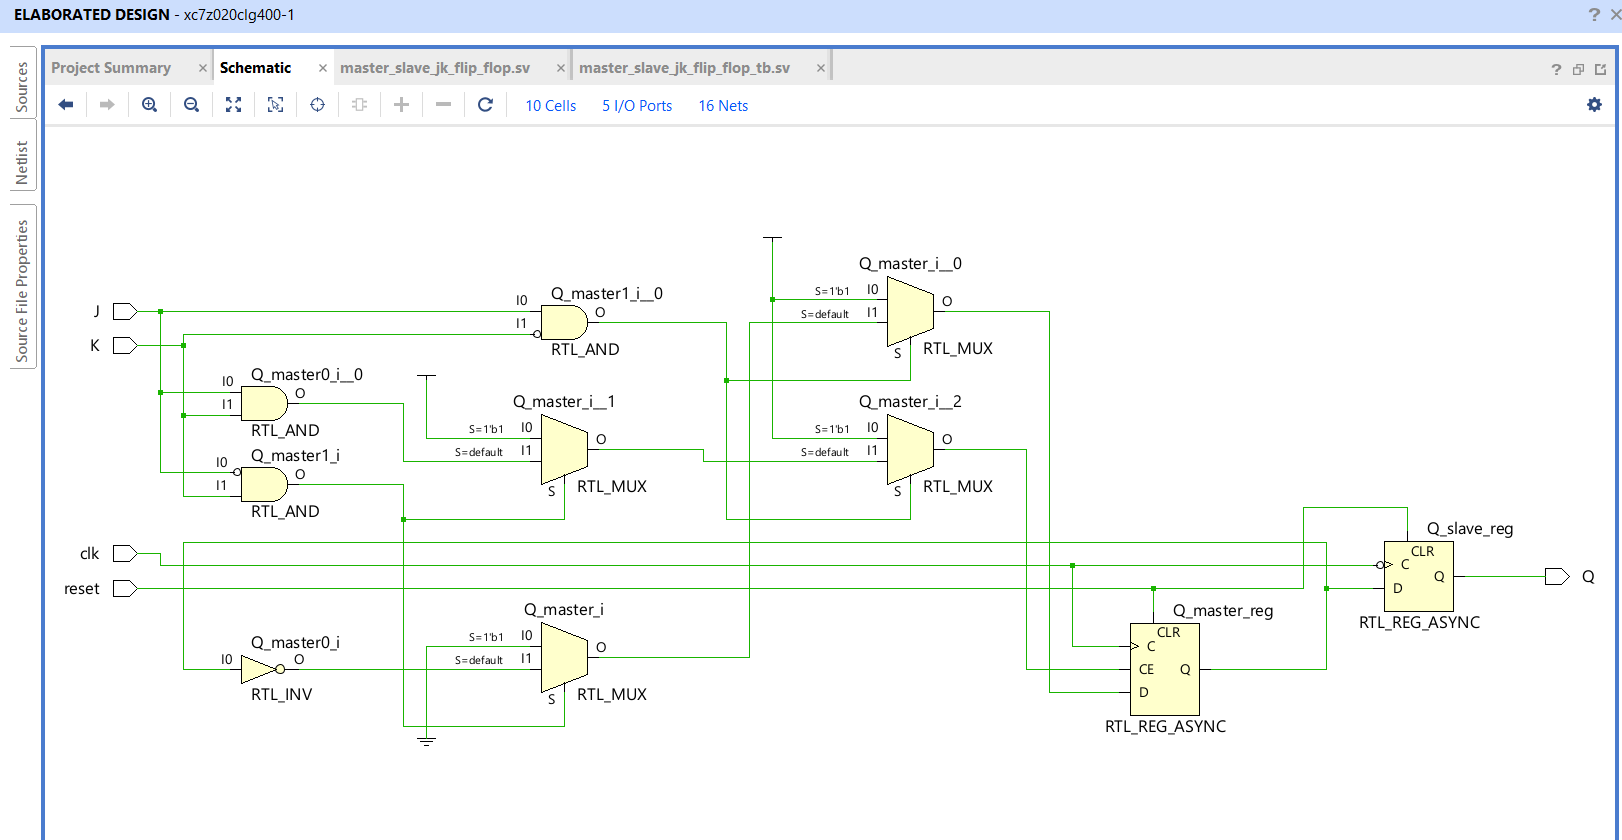 ELABORATED DESIGN - xc7z020clg400-1
Sources
Netlist
Source File Properties
Project Summary
Schematic
master_slave_jk_flip_flop.sv
master_slave_jk_flip_flop_tb.sv
10 Cells
5 I/O Ports
16 Nets
J
K
clk
reset
Q_master1_i__0
I0
I1
O
RTL_AND
Q_master0_i__0
I0
I1
O
RTL_AND
Q_master1_i
I0
I1
O
RTL_AND
Q_master_i__1
S=1'b1 I0
S=default I1
O
S
RTL_MUX
Q_master_i__0
S=1'b1 I0
S=default I1
O
S
RTL_MUX
Q_master_i__2
S=1'b1 I0
S=default I1
O
S
RTL_MUX
Q_master0_i
I0
O
RTL_INV
Q_master_i
S=1'b1 I0
S=default I1
O
S
RTL_MUX
Q_master_reg
CLR
C
CE
Q
D
RTL_REG_ASYNC
Q_slave_reg
CLR
C
Q
D
RTL_REG_ASYNC
Q